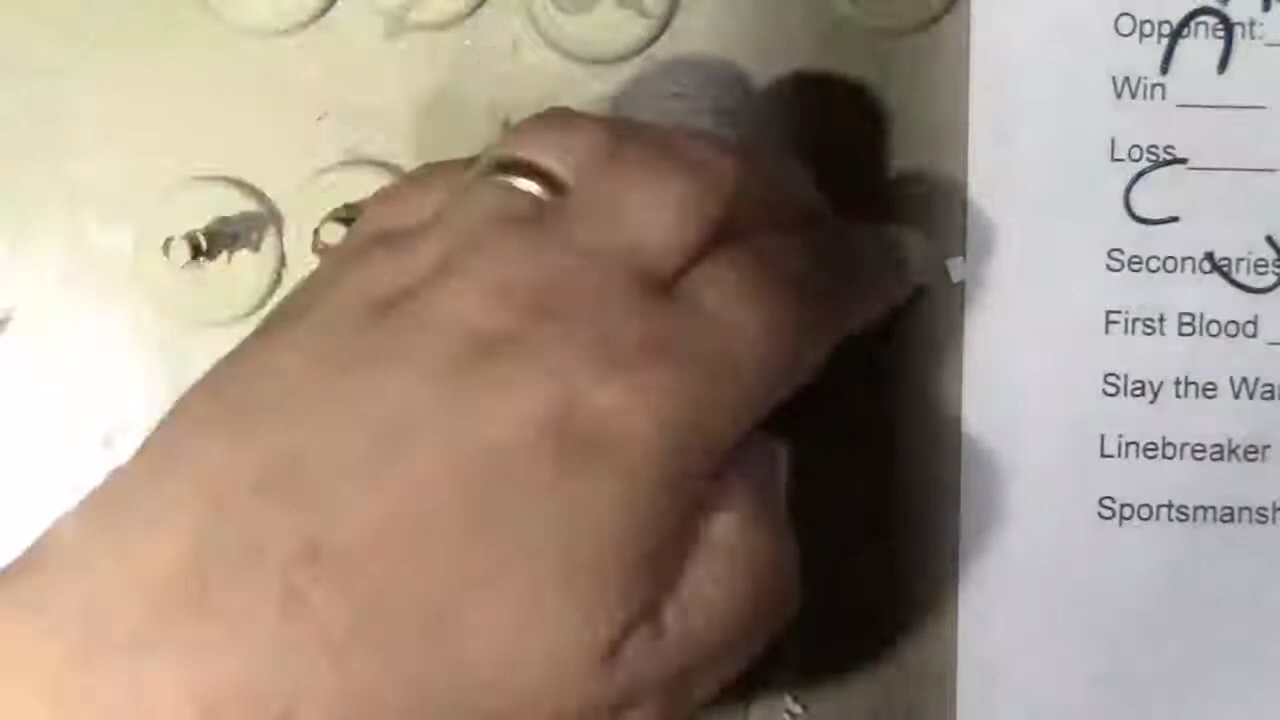 Opponent:
Win
Loss
Secondaries
First Blood
Slay the Wa
Linebreaker
Sportsmansh